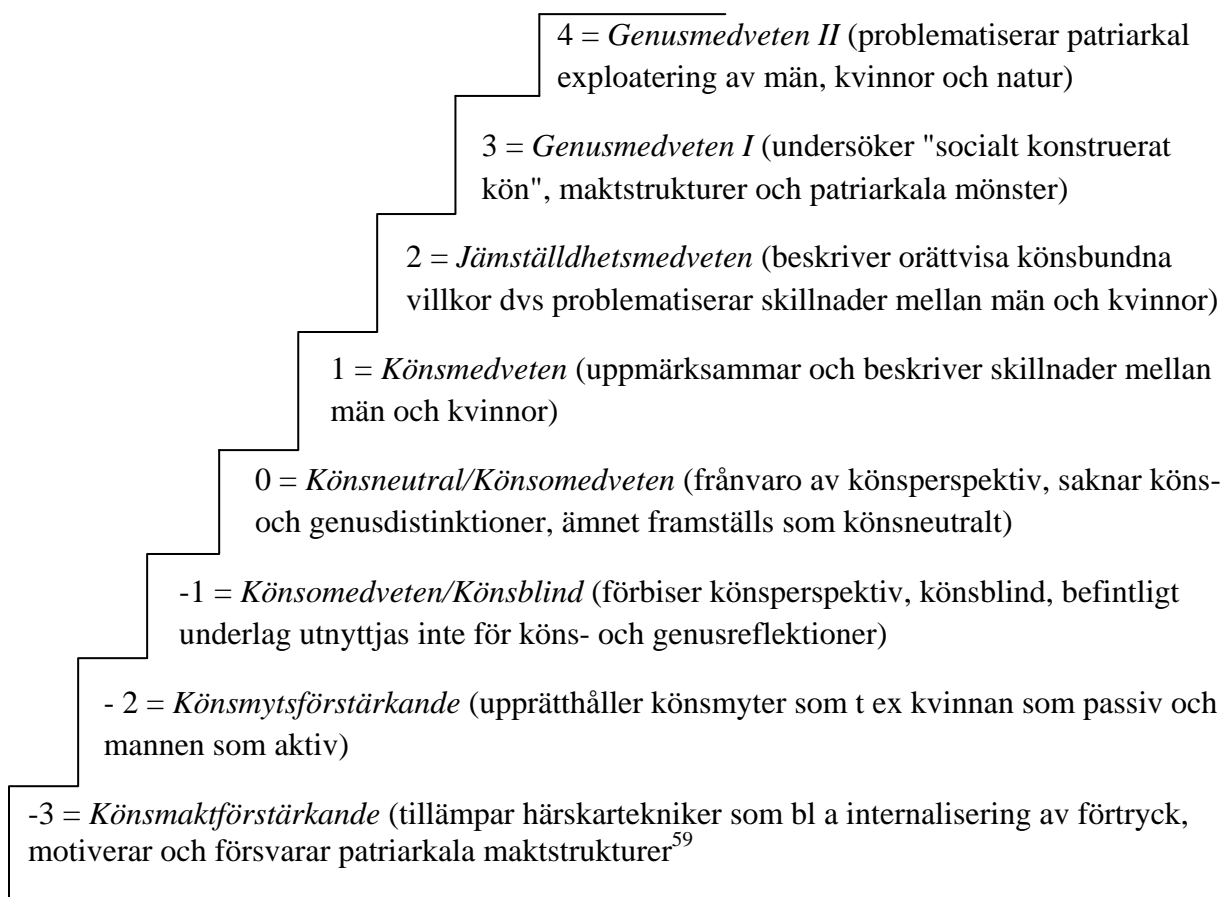 4 = Genusmedveten II (problematiserar patriarkal
exploatering av män, kvinnor och natur)
3 = Genusmedveten I (undersöker "socialt konstruerat
kön", maktstrukturer och patriarkala mönster)
2 = Jämställdhetsmedveten (beskriver orättvisa könsbundna
villkor dvs problematiserar skillnader mellan män och kvinnor)
1 = Könsmedveten (uppmärksammar och beskriver skillnader mellan
män och kvinnor)
0 = Könsneutral/Könsomedveten (frånvaro av könsperspektiv, saknar köns-
och genusdistinktioner, ämnet framställs som könsneutralt)
-1 = Könsomedveten/Könsblind (förbiser könsperspektiv, könsblind, befintligt
underlag utnyttjas inte för köns- och genusreflektioner)
- 2 = Könsmytsförstärkande (upprätthåller könsmyter som t ex kvinnan som passiv och
mannen som aktiv)
-3 = Könsmaktförstärkande (tillämpar härskartekniker som bl a internalisering av förtryck,
motiverar och försvarar patriarkala maktstrukturer59